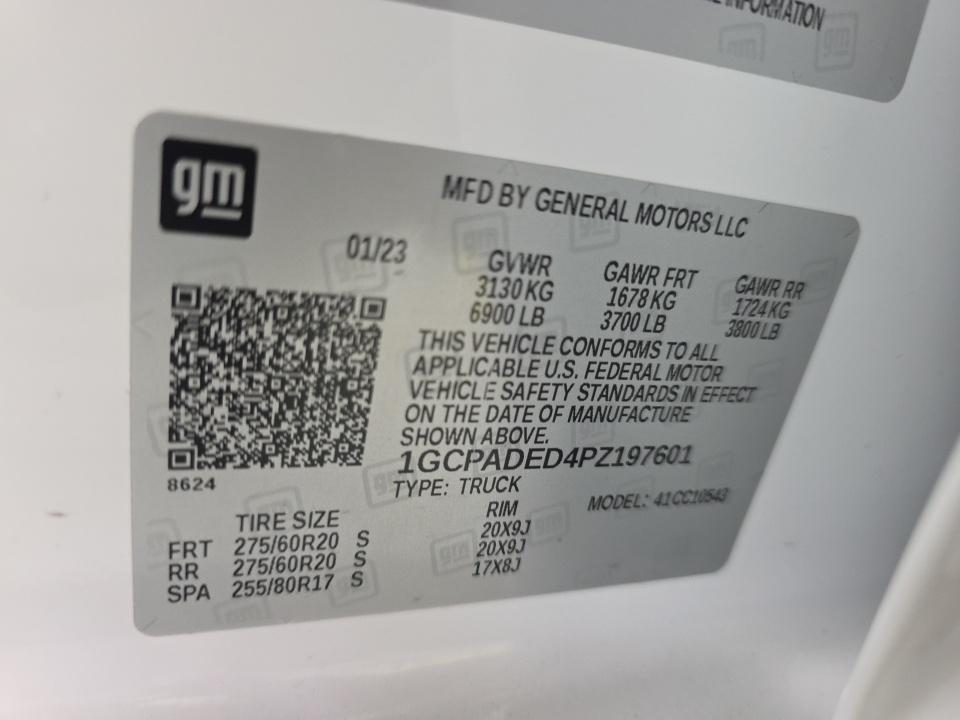 INFORMATION
gm
MFD BY GENERAL MOTORS LLC
01/23
GVWR GAWR FRT GAWR RR
3130 KG 1678 KG 1724 KG
6900 LB 3700 LB 3800 LB
THIS VEHICLE CONFORMS TO ALL
APPLICABLE U.S. FEDERAL MOTOR
VEHICLE SAFETY STANDARDS IN EFFECT
ON THE DATE OF MANUFACTURE
SHOWN ABOVE.
1GCPADED4PZ197601
8624
TYPE: TRUCK
MODEL: 41CC10543
TIRE SIZE RIM
FRT 275/60R20 S 20X9J
RR 275/60R20 S 20X9J
SPA 255/80R17 S 17X8J